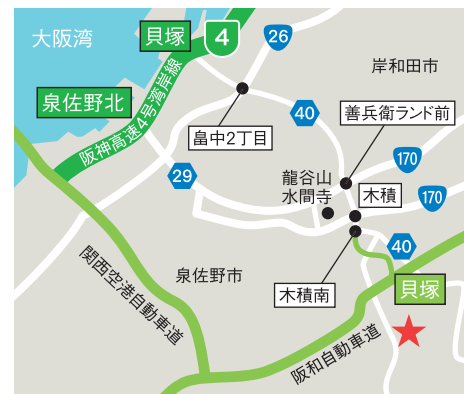 大阪湾
貝塚
4
26
岸和田市
泉佐野北
阪神高速4号湾岸線
40
善兵衛ランド前
畠中2丁目
170
29
龍谷山
水間寺
木積
170
40
関西空港自動車道
泉佐野市
木積南
貝塚
阪和自動車道